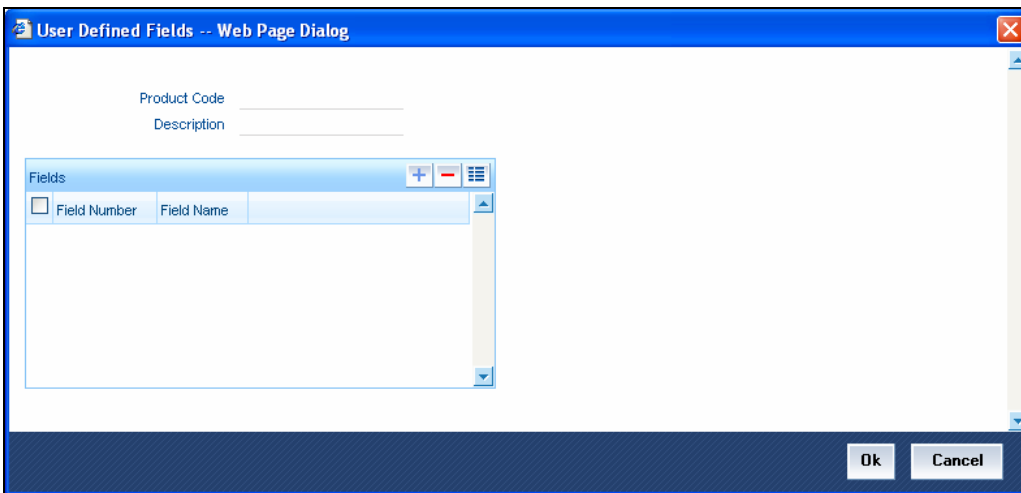 User Defined Fields -- Web Page Dialog
Product Code
Description
Fields
Field Number Field Name
Ok Cancel